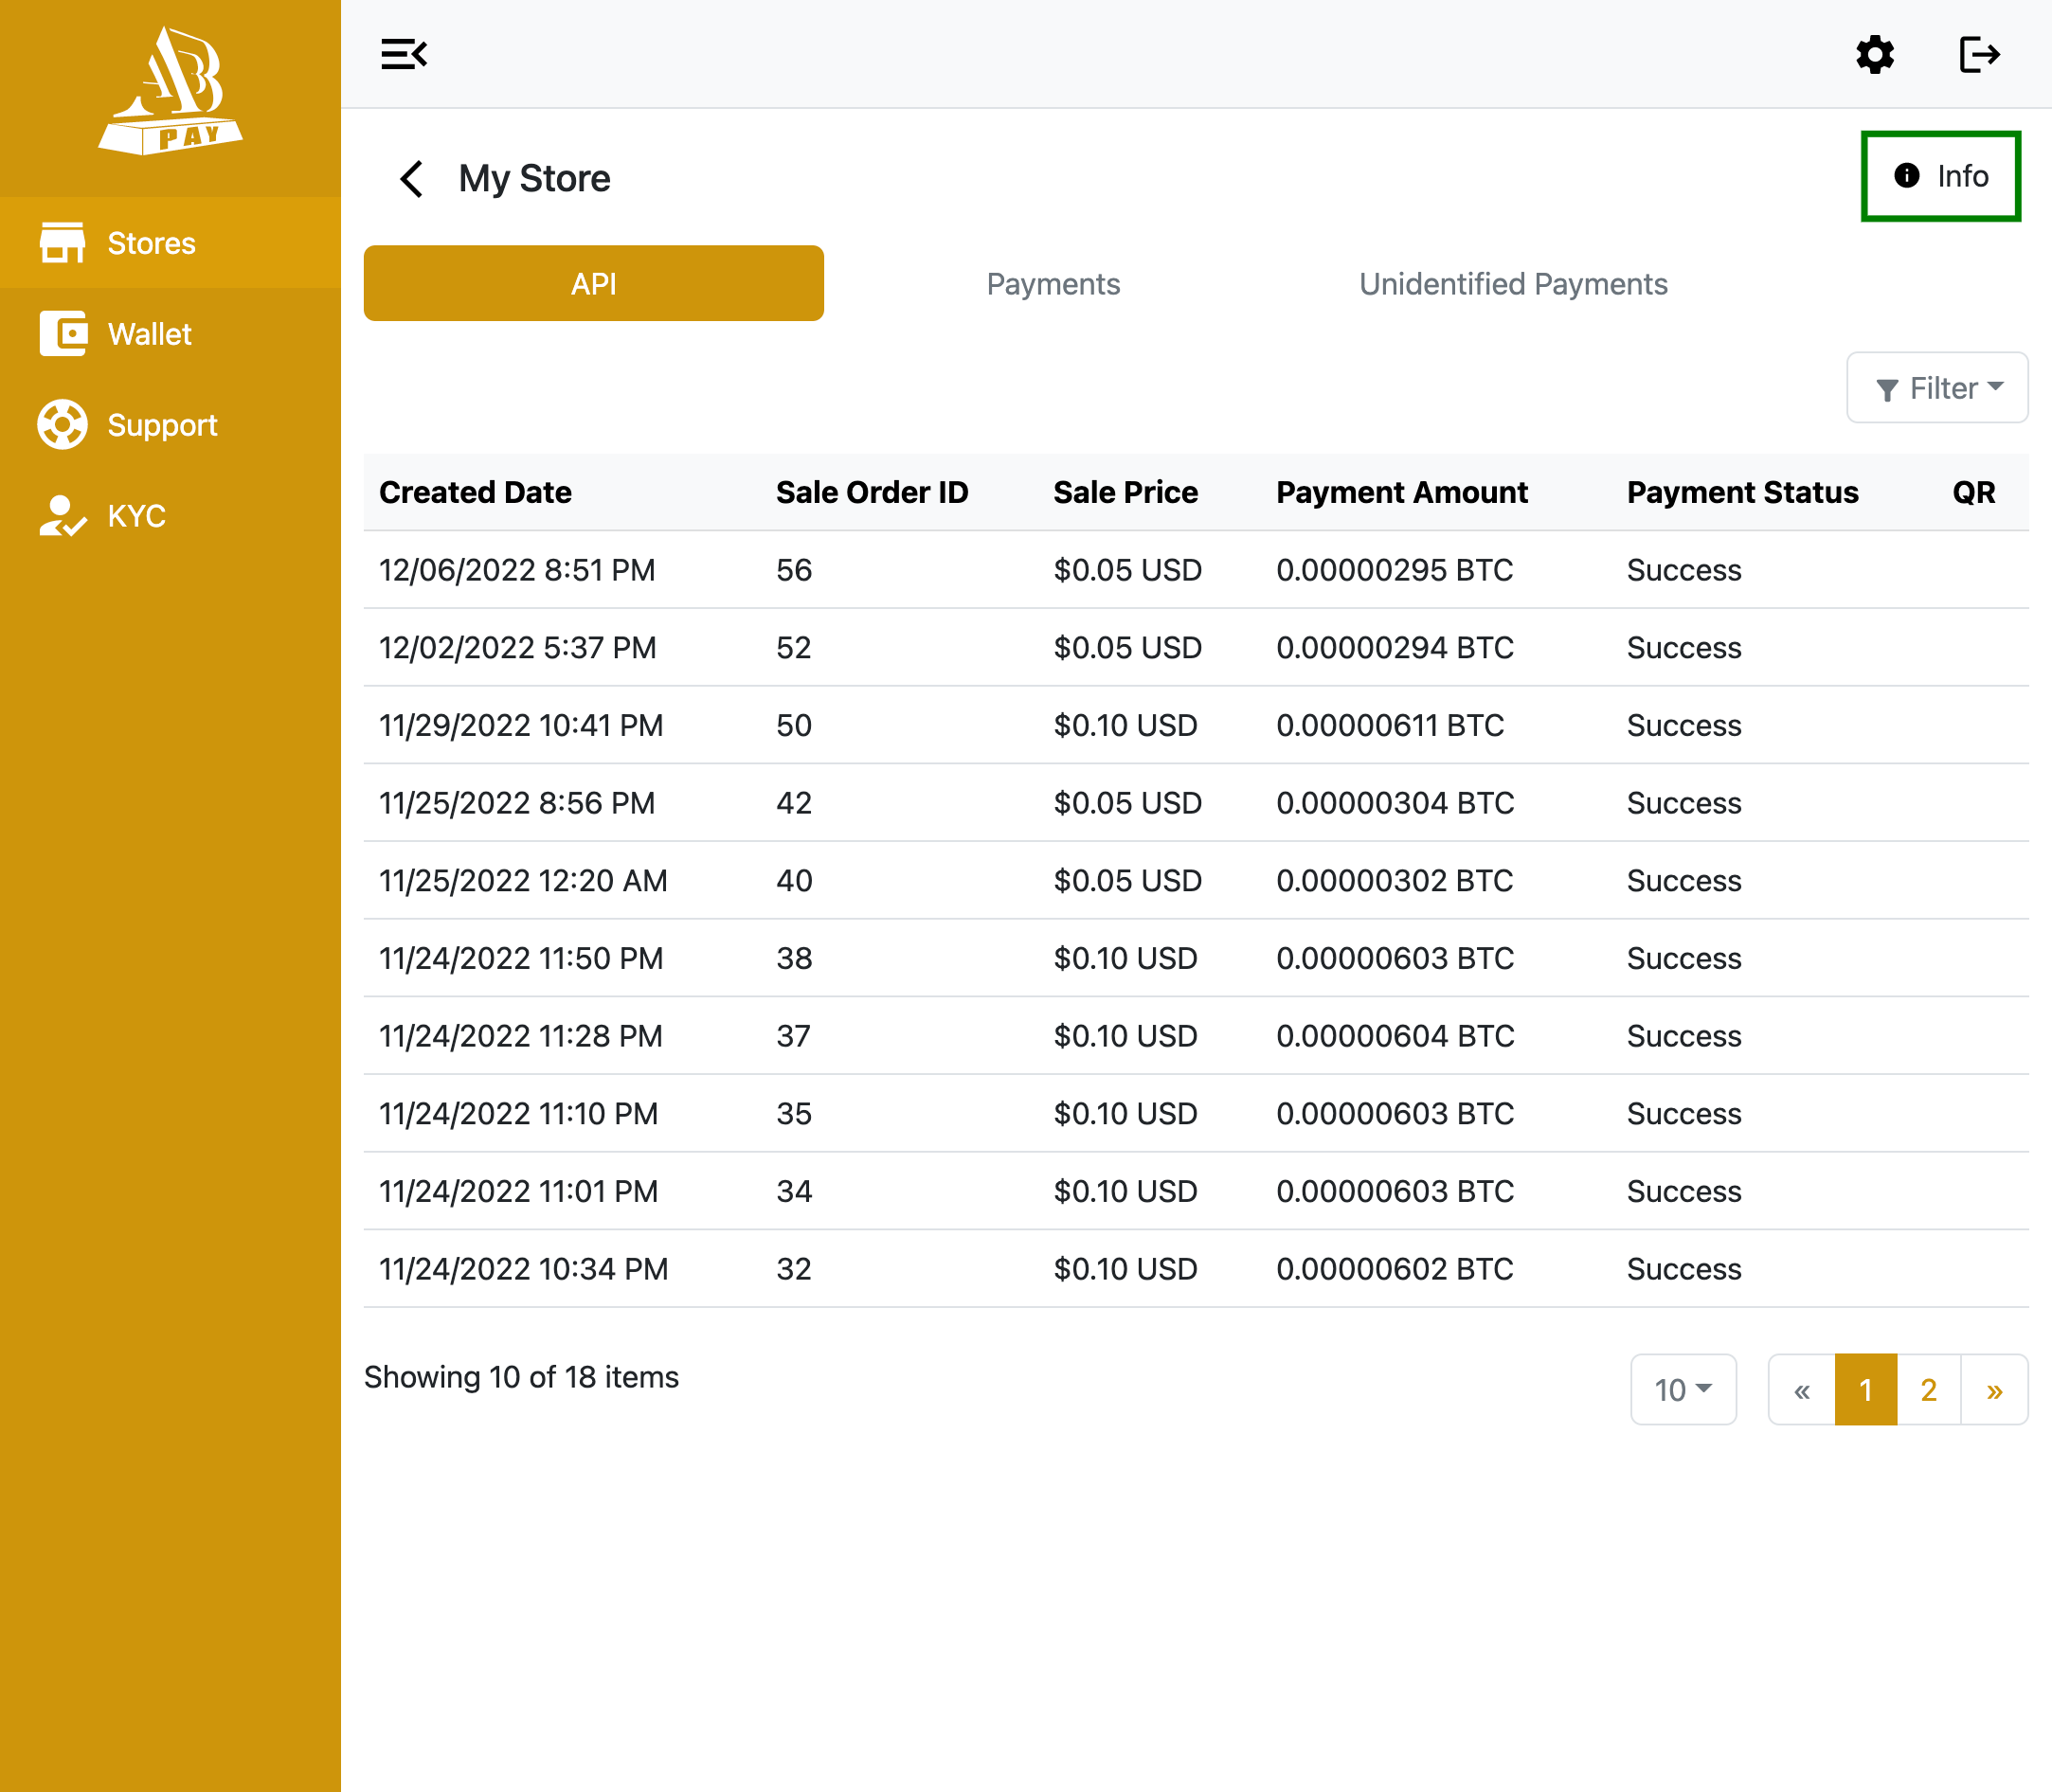 AB
PAY
Stores
Wallet
Support
KYC
My Store
Info
API Payments Unidentified Payments
Filter
Created Date Sale Order ID Sale Price Payment Amount Payment Status QR
12/06/2022 8:51 PM 56 $0.05 USD 0.00000295 BTC Success
12/02/2022 5:37 PM 52 $0.05 USD 0.00000294 BTC Success
11/29/2022 10:41 PM 50 $0.10 USD 0.00000611 BTC Success
11/25/2022 8:56 PM 42 $0.05 USD 0.00000304 BTC Success
11/25/2022 12:20 AM 40 $0.05 USD 0.00000302 BTC Success
11/24/2022 11:50 PM 38 $0.10 USD 0.00000603 BTC Success
11/24/2022 11:28 PM 37 $0.10 USD 0.00000604 BTC Success
11/24/2022 11:10 PM 35 $0.10 USD 0.00000603 BTC Success
11/24/2022 11:01 PM 34 $0.10 USD 0.00000603 BTC Success
11/24/2022 10:34 PM 32 $0.10 USD 0.00000602 BTC Success
Showing 10 of 18 items 10 « 1 2 »